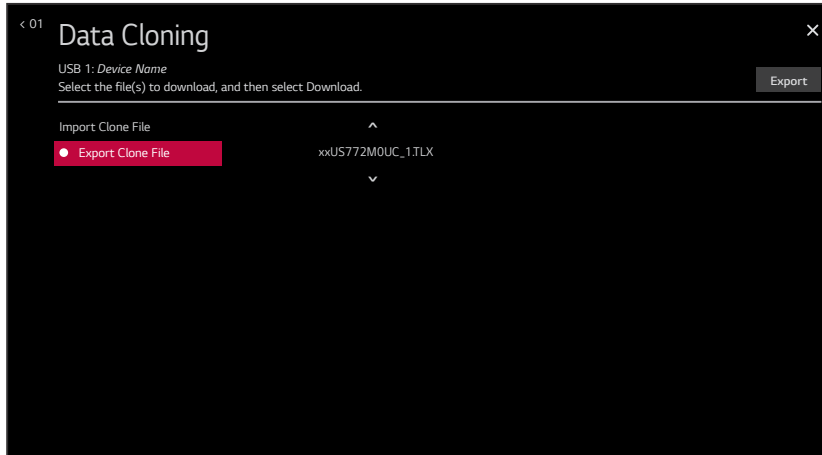 < 01
Data Cloning
USB 1: Device Name
Select the file(s) to download, and then select Download.
Export
Import Clone File
Export Clone File
xxUS772M0UC_1.TLX